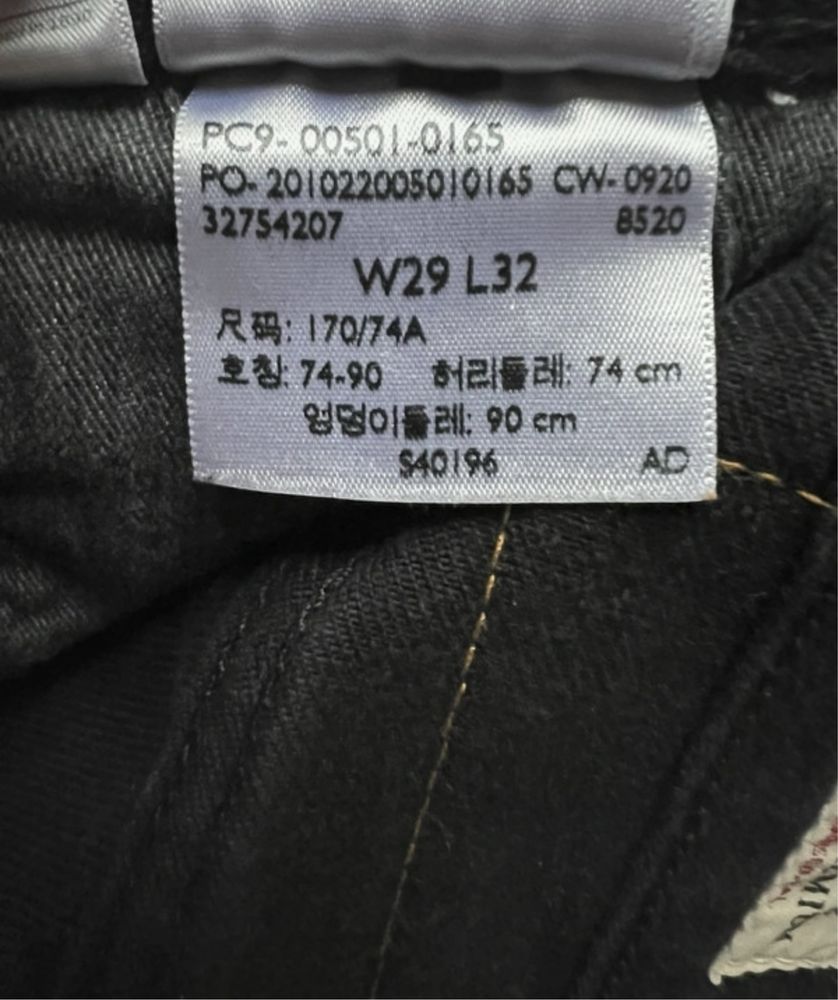 PC9- 00501-0165
PO- 201022005010165 CW- 0920
32754207 8520
W29 L32
尺码: 170/74A
호칭: 74-90 허리둘레: 74 cm
엉덩이둘레: 90 cm
S40196 AD